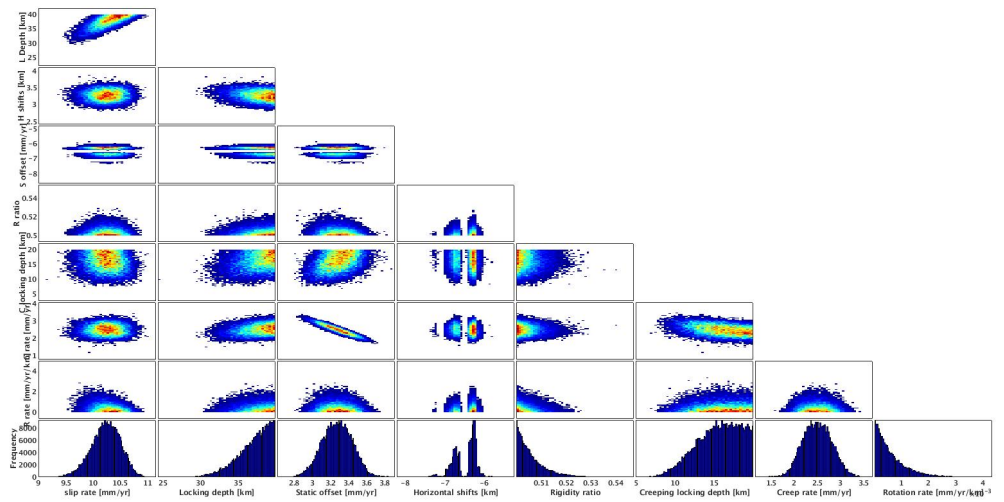 L Depth [km]
40
35
30
25
H shifts [km]
4
3.5
3
2.5
S offset [mm/yr]
-5
-6
-7
-8
R ratio
0.54
0.52
0.5
C locking depth [km]
20
15
10
5
rate [mm/yr]
4
3
2
1
rate [mm/yr/km]
4
2
0
Frequency
8000
6000
4000
2000
0
9 9.5 10 10.5 11
25 30 35
2.8 3 3.2 3.4 3.6 3.8
-8 -7 -6
0.51 0.52 0.53 0.54
5 10 15
1.5 2 2.5 3 3.5
1 2 3 4
slip rate [mm/yr]
Locking depth [km]
Static offset [mm/yr]
Horizontal shifts [km]
Rigidity ratio
Creeping locking depth [km]
Creep rate [mm/yr]
Rotation rate [mm/yr/km]